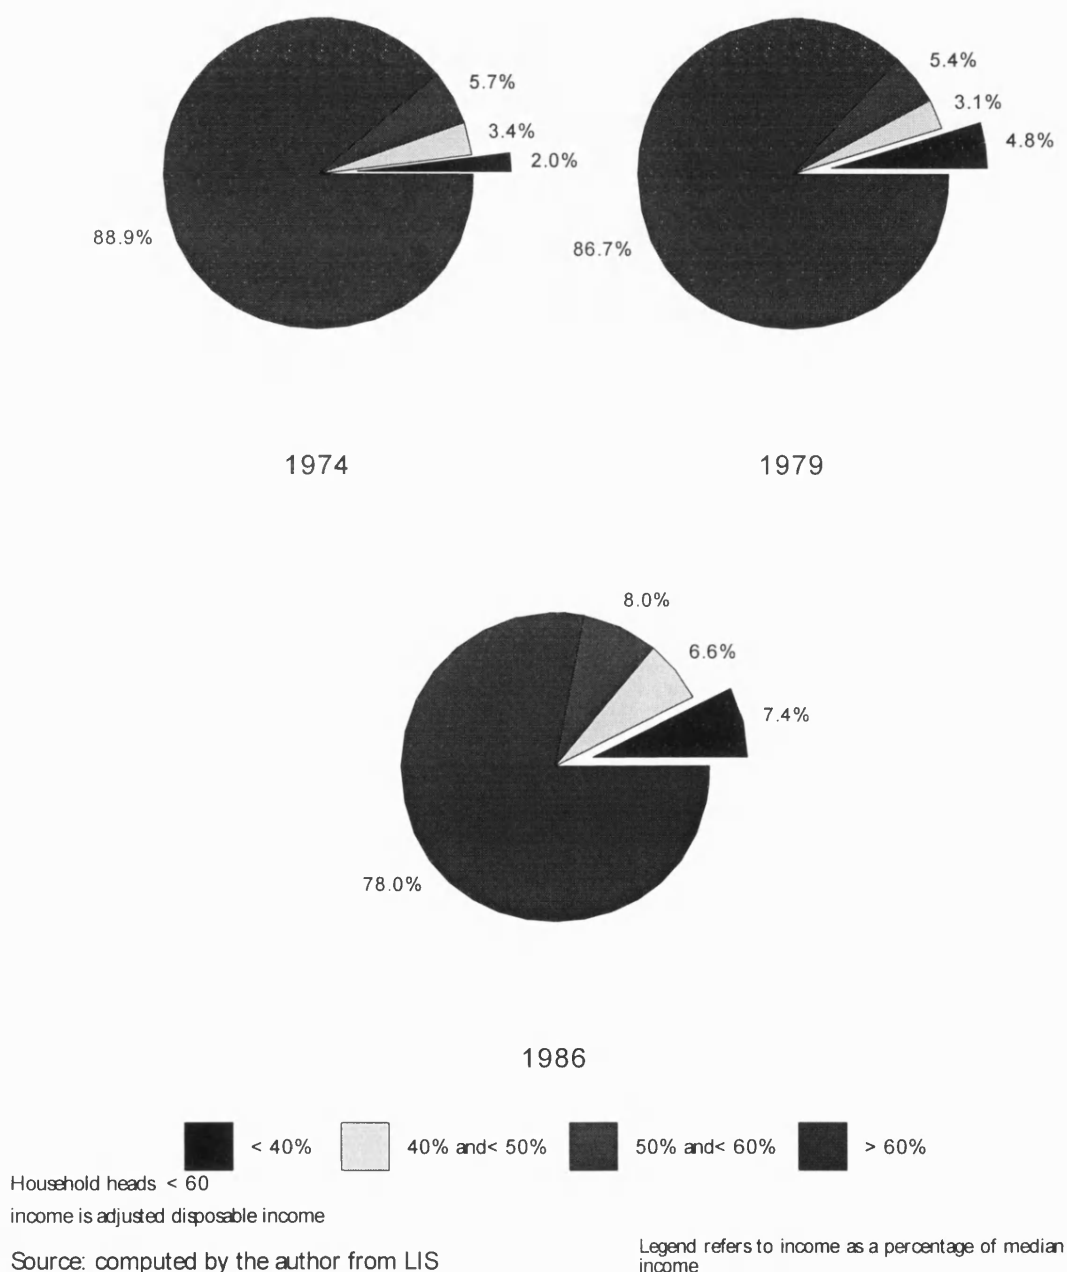 5.7%
3.4%
2.0%
88.9%
1974
5.4%
3.1%
4.8%
86.7%
1979
8.0%
6.6%
7.4%
78.0%
1986
< 40%
40% and< 50%
50% and< 60%
> 60%
Household heads < 60
income is adjusted disposable income
Source: computed by the author from LIS
Legend refers to income as a percentage of median
income